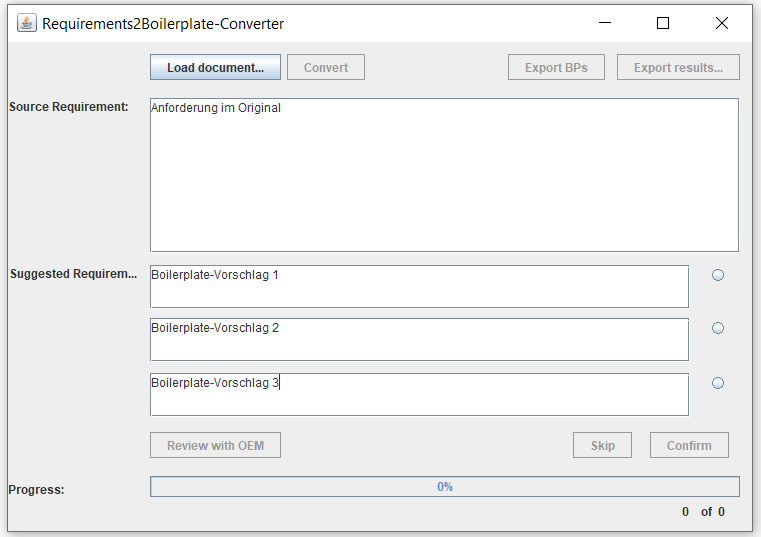 Requirements2Boilerplate-Converter
Load document... Convert Export BPs Export results...
Source Requirement: Anforderung im Original
Suggested Requirem... Boilerplate-Vorschlag 1
Boilerplate-Vorschlag 2
Boilerplate-Vorschlag 3
Review with OEM Skip Confirm
Progress: 0%
0 of 0